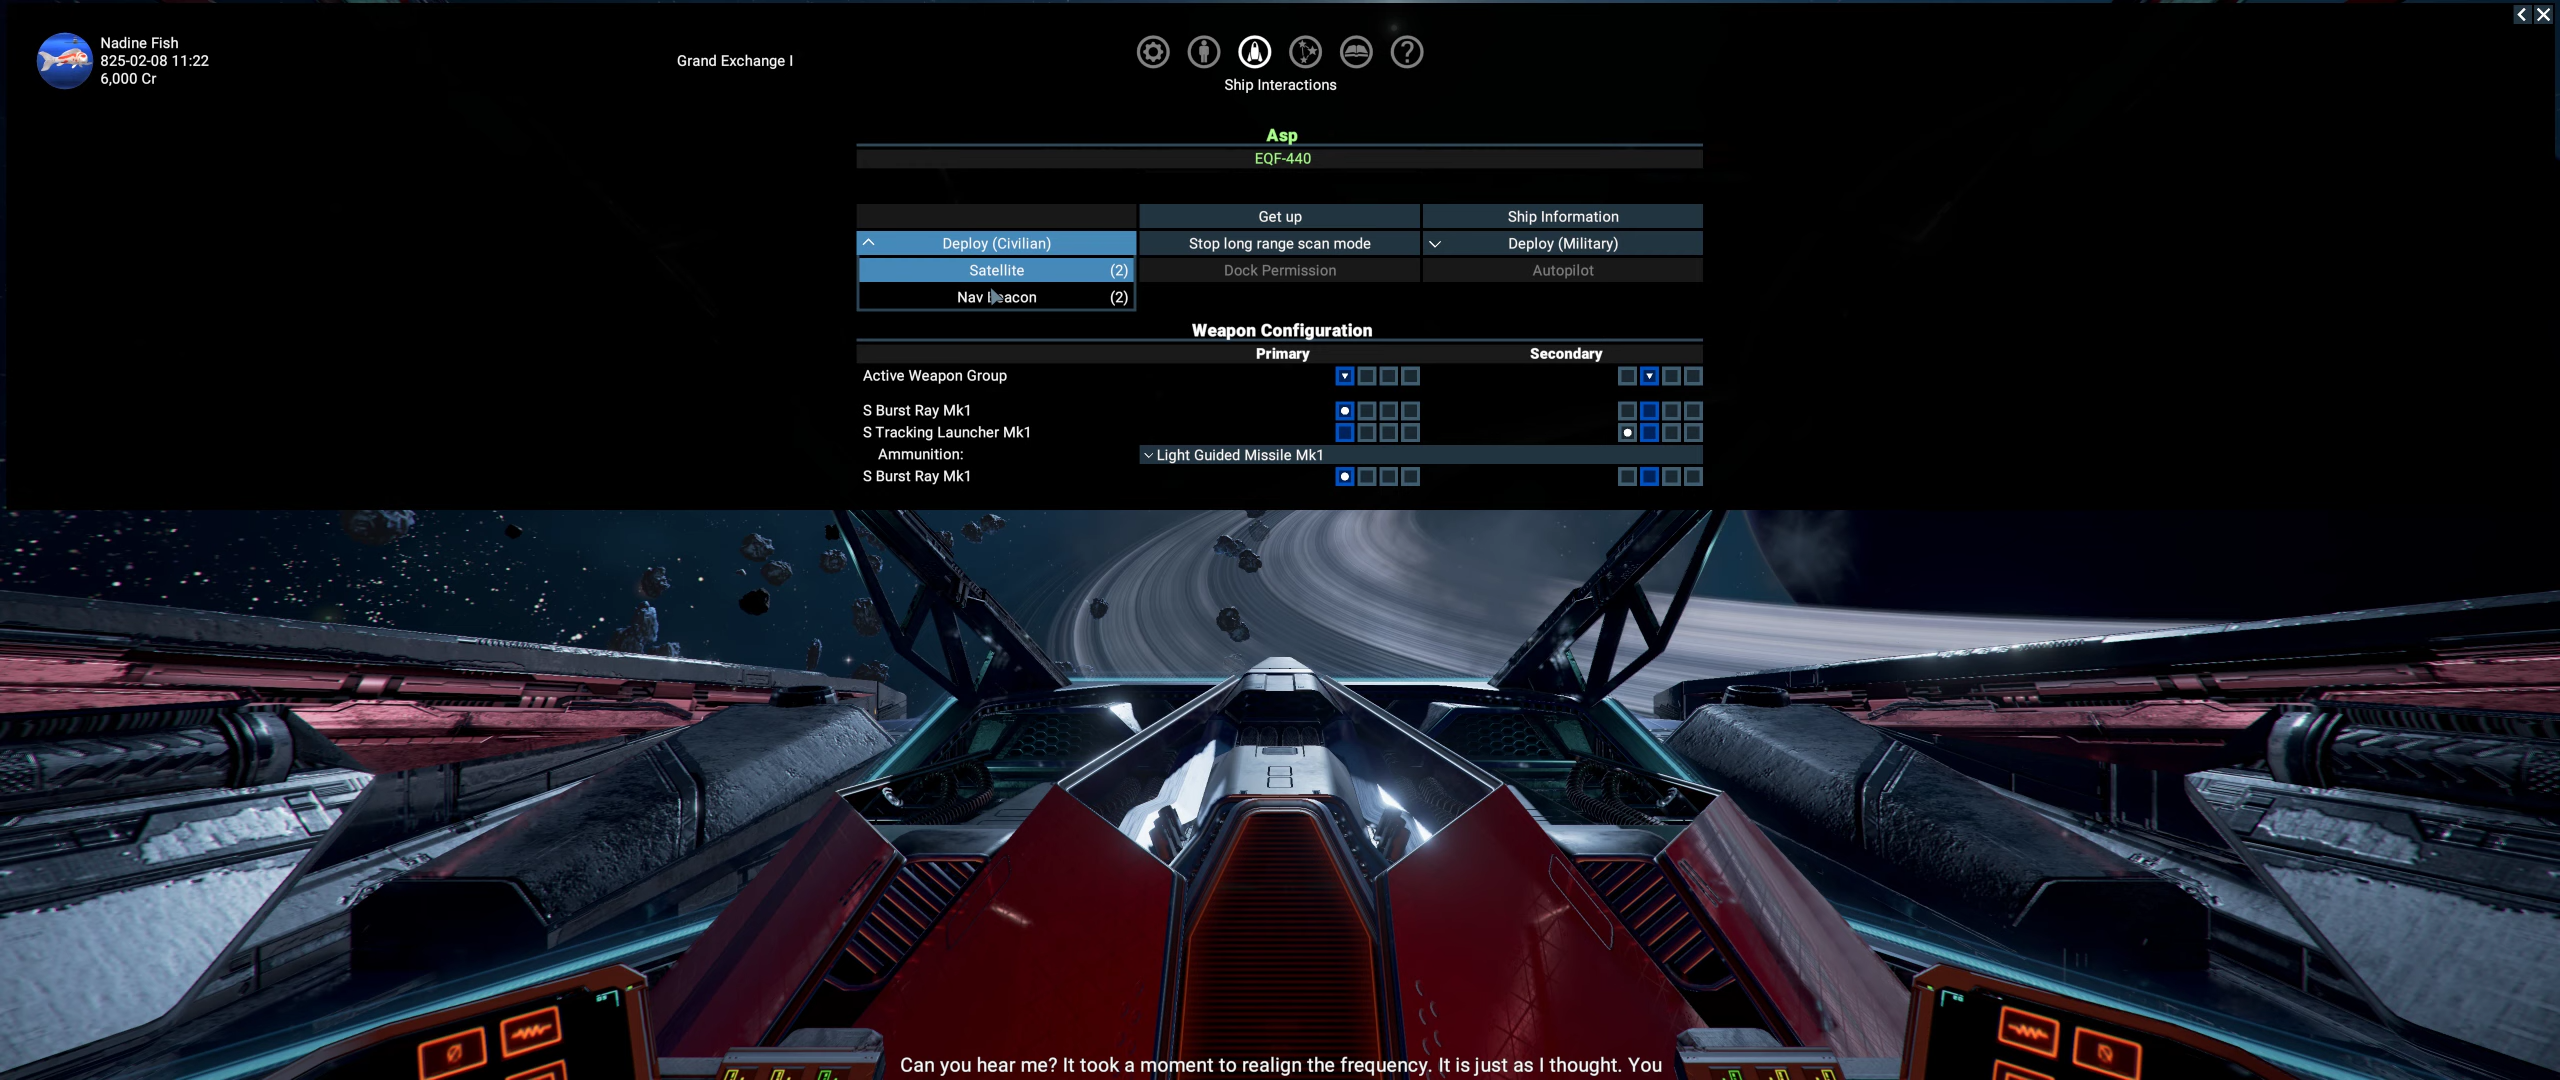 Nadine Fish
825-02-08 11:22
6,000 Cr
Grand Exchange I
Ship Interactions
Asp
EQF-440
Get up
Ship Information
Deploy (Civilian)
Stop long range scan mode
Deploy (Military)
Satellite (2)
Dock Permission
Autopilot
Nav Beacon (2)
Weapon Configuration
Primary
Secondary
Active Weapon Group
S Burst Ray Mk1
S Tracking Launcher Mk1
Ammunition:
Light Guided Missile Mk1
S Burst Ray Mk1
Can you hear me? It took a moment to realign the frequency. It is just as I thought. You